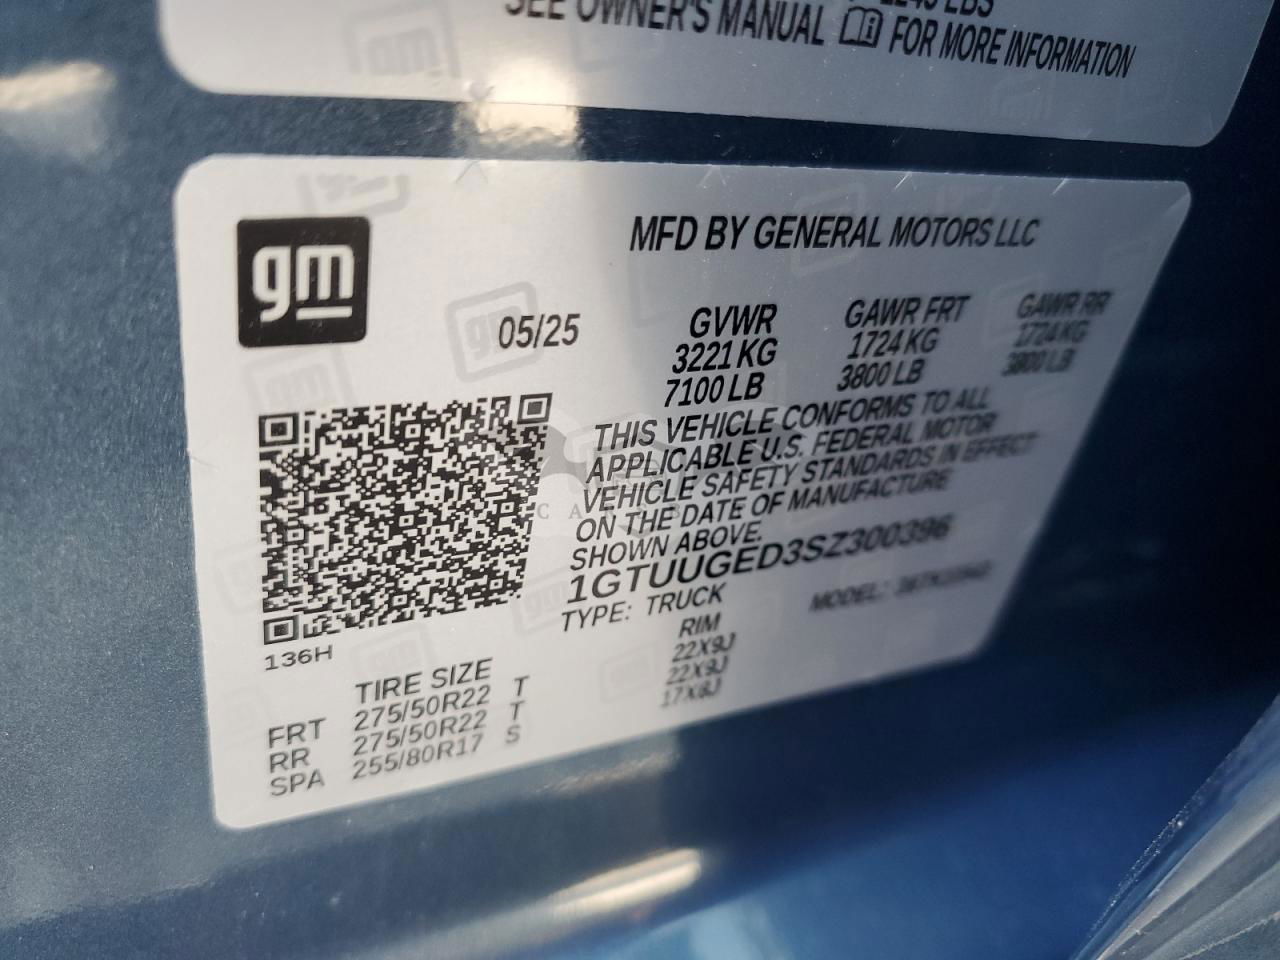 1245 LBS
SEE OWNER'S MANUAL FOR MORE INFORMATION
gm
MFD BY GENERAL MOTORS LLC
05/25
GVWR GAWR FRT GAWR RR
3221 KG 1724 KG 1724 KG
7100 LB 3800 LB 3800 LB
THIS VEHICLE CONFORMS TO ALL
APPLICABLE U.S. FEDERAL MOTOR
VEHICLE SAFETY STANDARDS IN EFFECT
ON THE DATE OF MANUFACTURE
SHOWN ABOVE.
1GTUUGED3SZ300396
TYPE: TRUCK MODEL:
136H
TIRE SIZE RIM
FRT 275/50R22 T 22X9J
RR 275/50R22 T 22X9J
SPA 255/80R17 S 17X8J